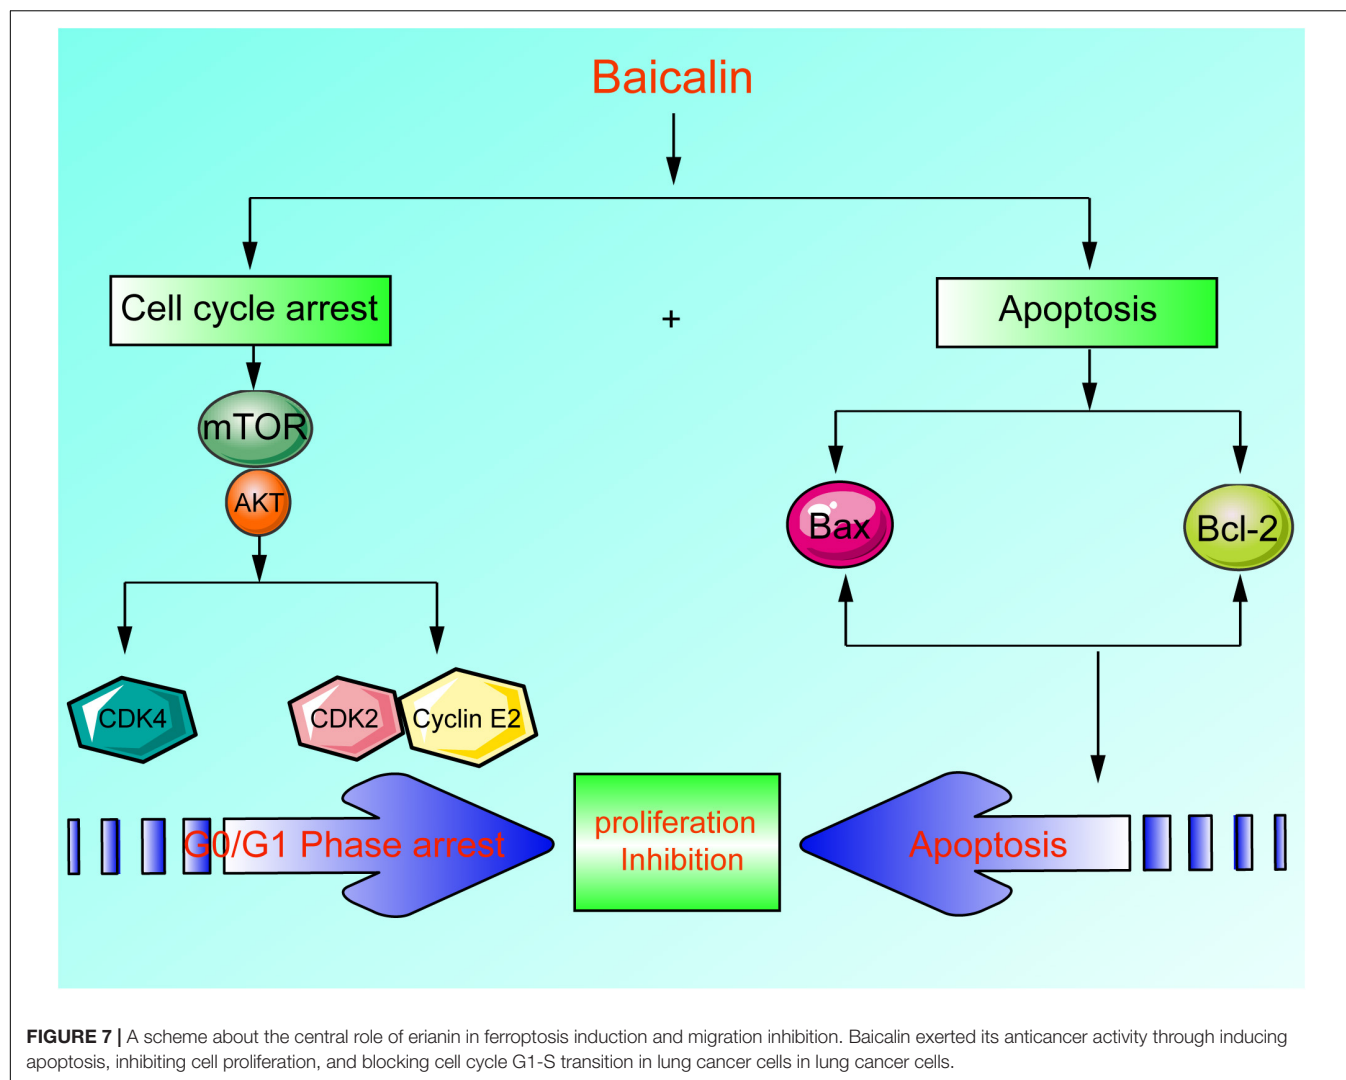 Baicalin
Cell cycle arrest
+
Apoptosis
mTOR
AKT
Bax
Bcl-2
CDK4
CDK2
Cyclin E2
G0/G1 Phase arrest
proliferation
Inhibition
Apoptosis
FIGURE 7 | A scheme about the central role of erianin in ferroptosis induction and migration inhibition. Baicalin exerted its anticancer activity through inducing
apoptosis, inhibiting cell proliferation, and blocking cell cycle G1-S transition in lung cancer cells in lung cancer cells.